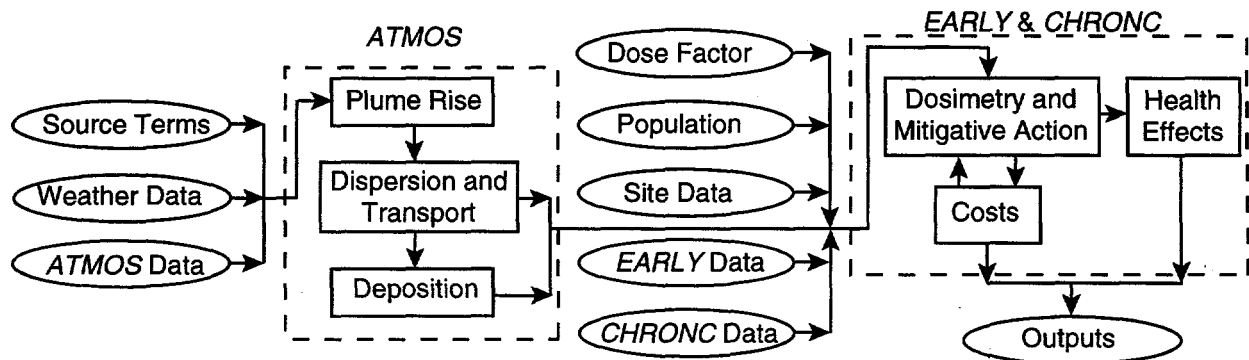 ATMOS
EARLY & CHRONC
Source Terms
Weather Data
ATMOS Data
Plume Rise
Dispersion and
Transport
Deposition
Dose Factor
Population
Site Data
EARLY Data
CHRONC Data
Dosimetry and
Mitigative Action
Health
Effects
Costs
Outputs